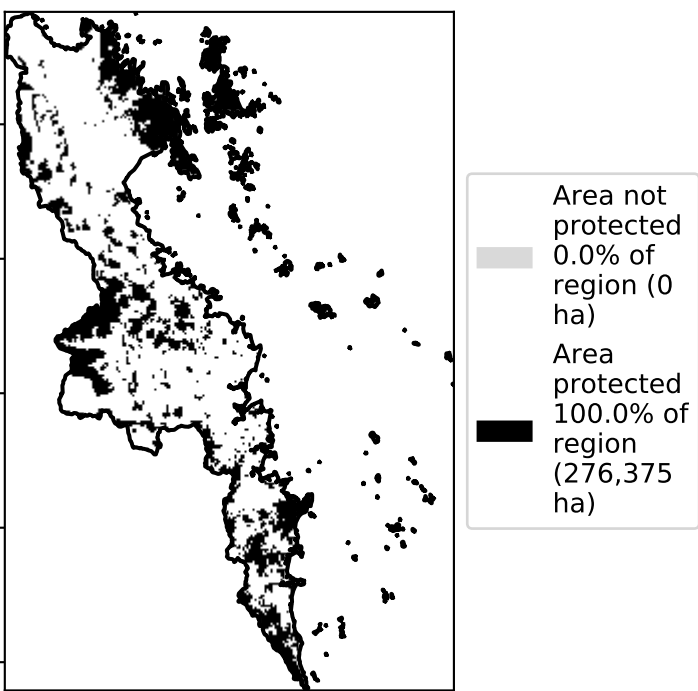 Area not
protected
0.0% of
region (0
ha)
Area
protected
100.0% of
region
(276,375
ha)